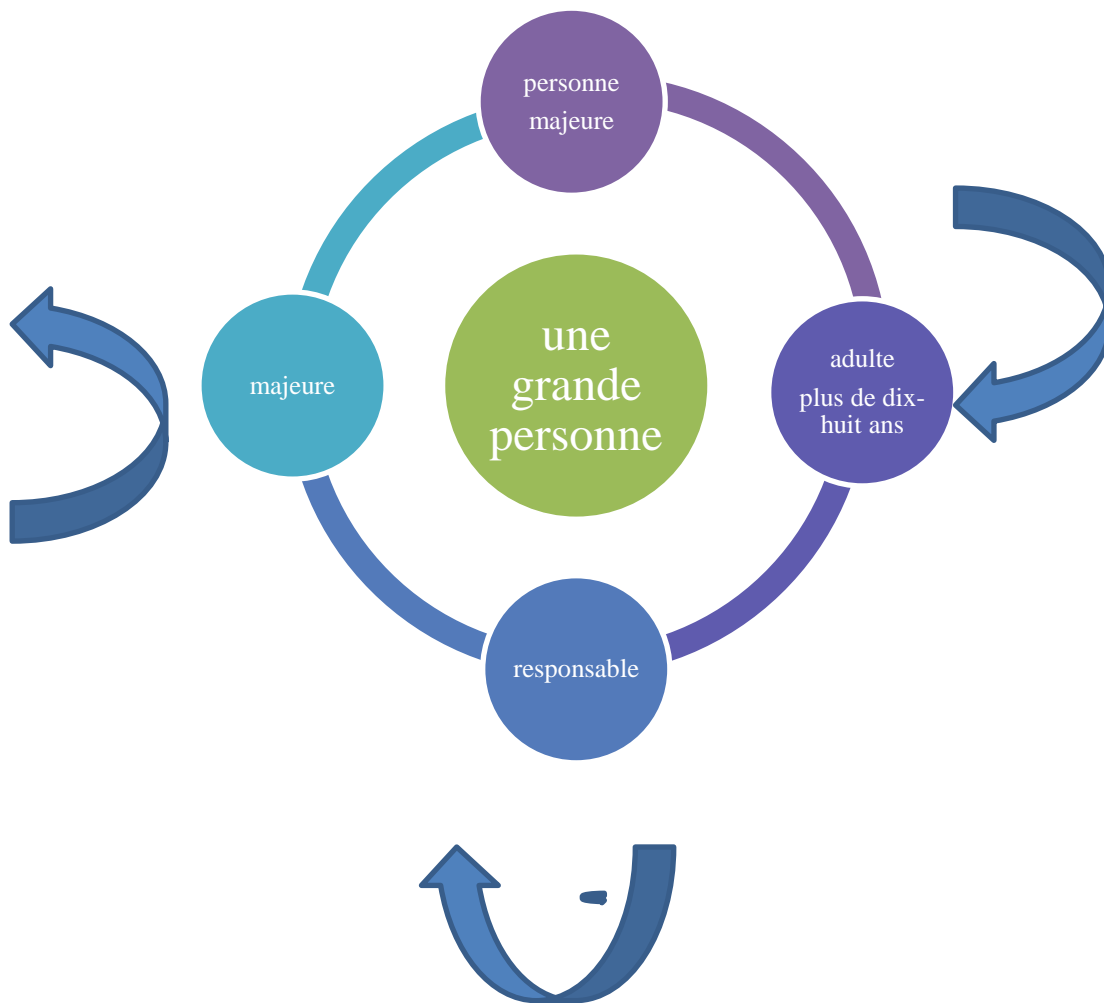 personne
majeure
une
grande
personne
majeure
adulte
plus de dix-
huit ans
responsable